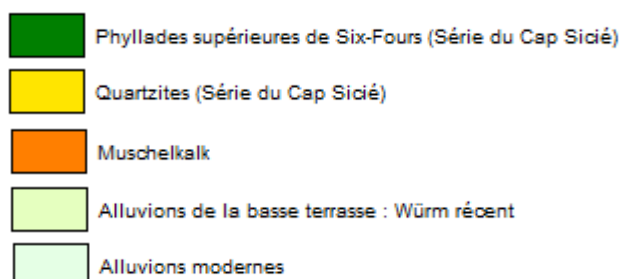 Phyllades supérieures de Six-Fours (Série du Cap Sicié)
Quartzites (Série du Cap Sicié)
Muschelkalk
Alluvions de la basse terrasse : Würm récent
Alluvions modernes